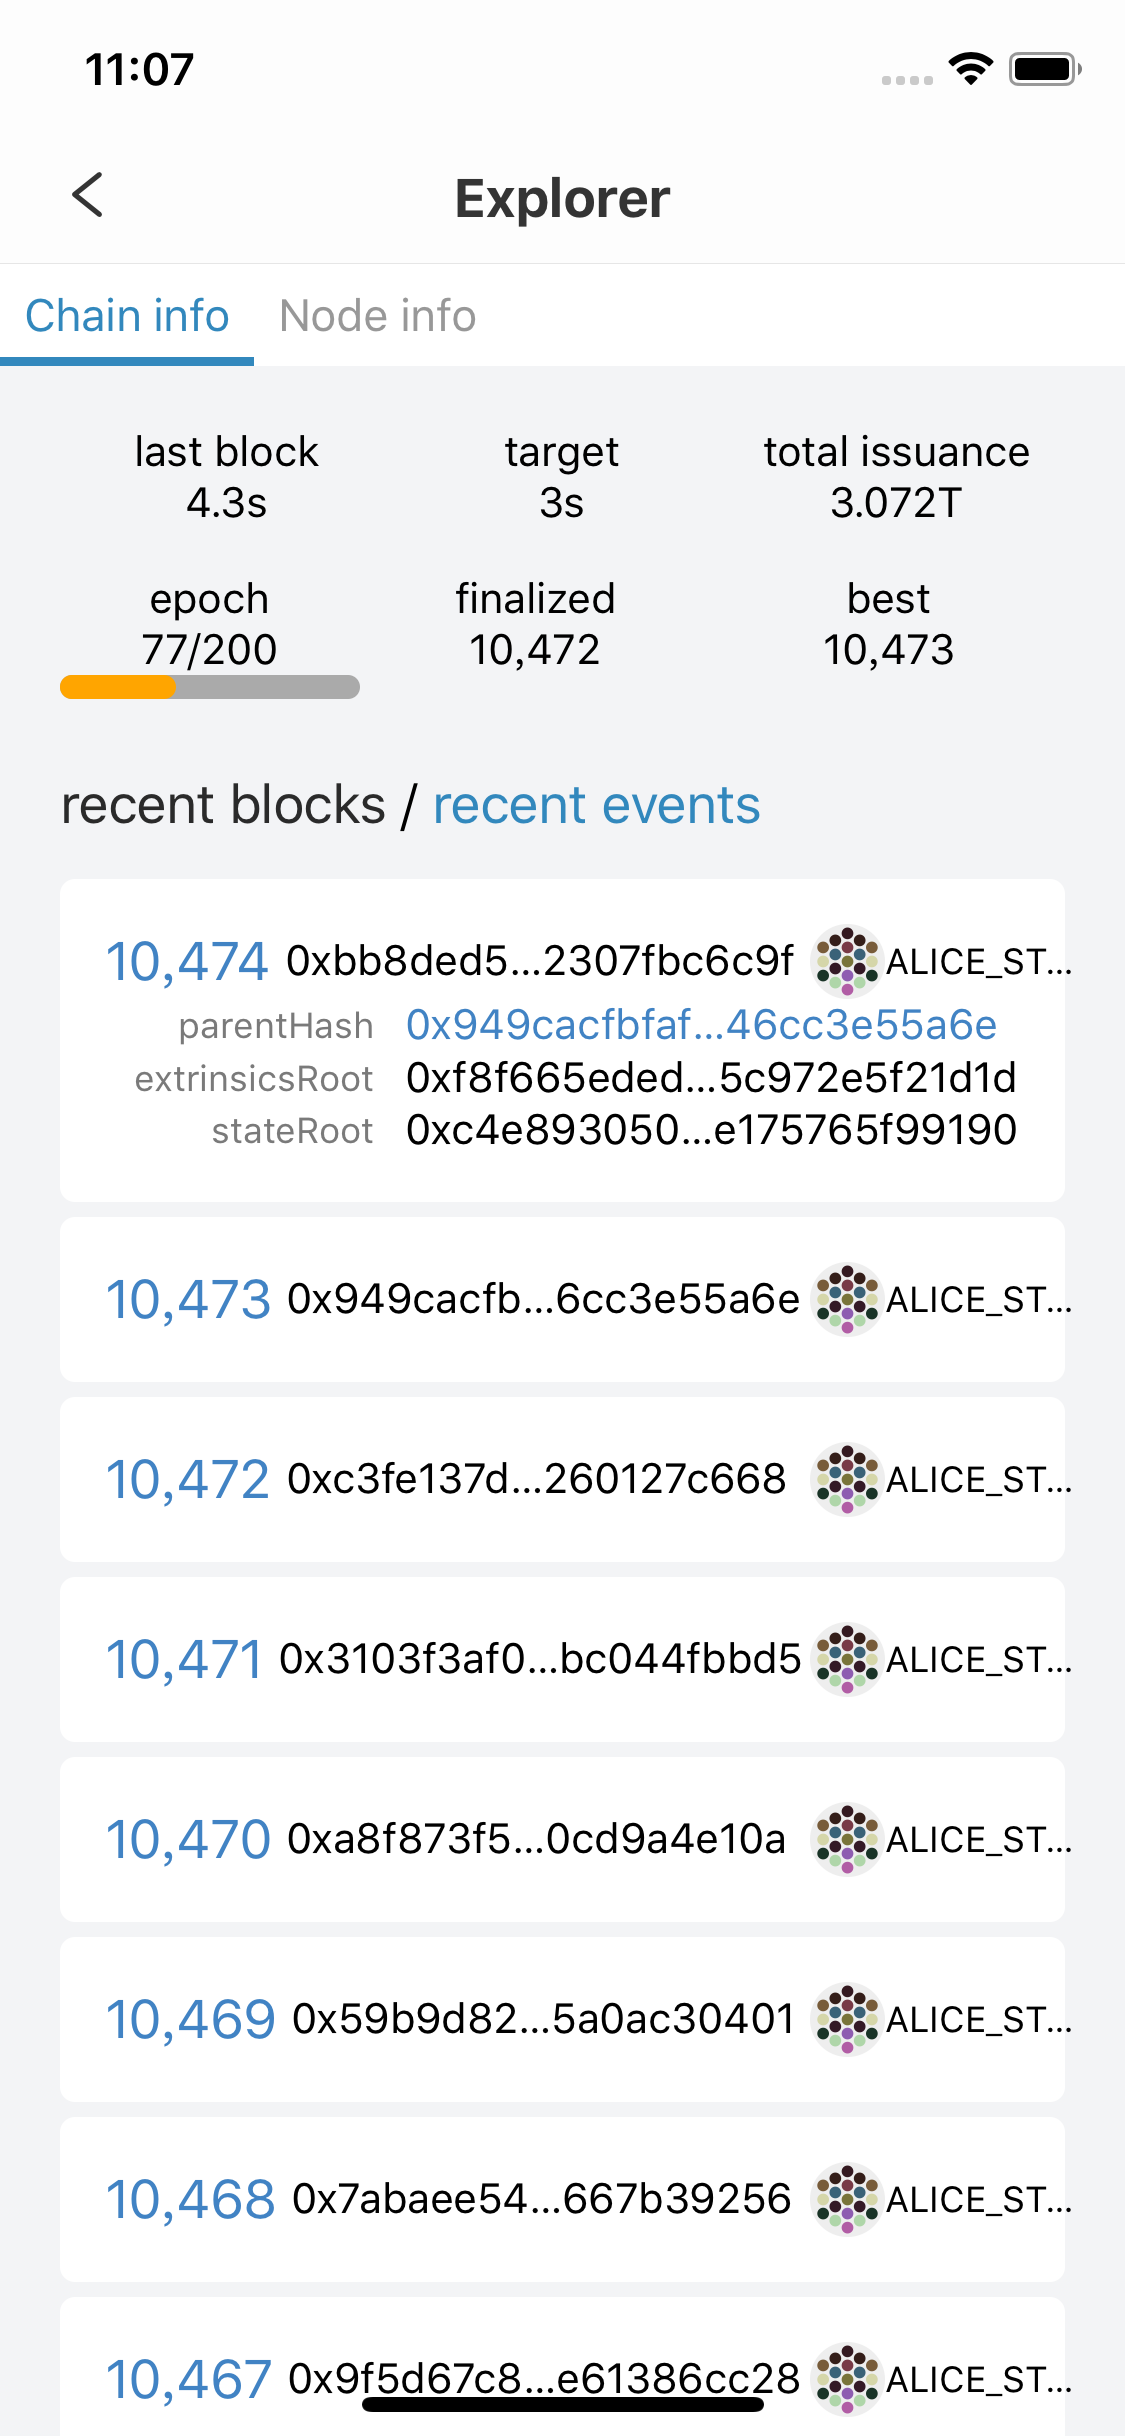 11:07
Explorer
Chain info Node info
last block target total issuance
4.3s 3s 3.072T
epoch finalized best
77/200 10,472 10,473
recent blocks / recent events
10,474 0xbb8ded5...2307fbc6c9f ALICE_ST...
parentHash 0x949cacfbfaf...46cc3e55a6e
extrinsicsRoot 0xf8f665eded...5c972e5f21d1d
stateRoot 0xc4e893050...e175765f99190
10,473 0x949cacfb...6cc3e55a6e ALICE_ST...
10,472 0xc3fe137d...260127c668 ALICE_ST...
10,471 0x3103f3af0...bc044fbbd5 ALICE_ST...
10,470 0xa8f873f5...0cd9a4e10a ALICE_ST...
10,469 0x59b9d82...5a0ac30401 ALICE_ST...
10,468 0x7abaee54...667b39256 ALICE_ST...
10,467 0x9f5d67c8...e61386cc28 ALICE_ST...